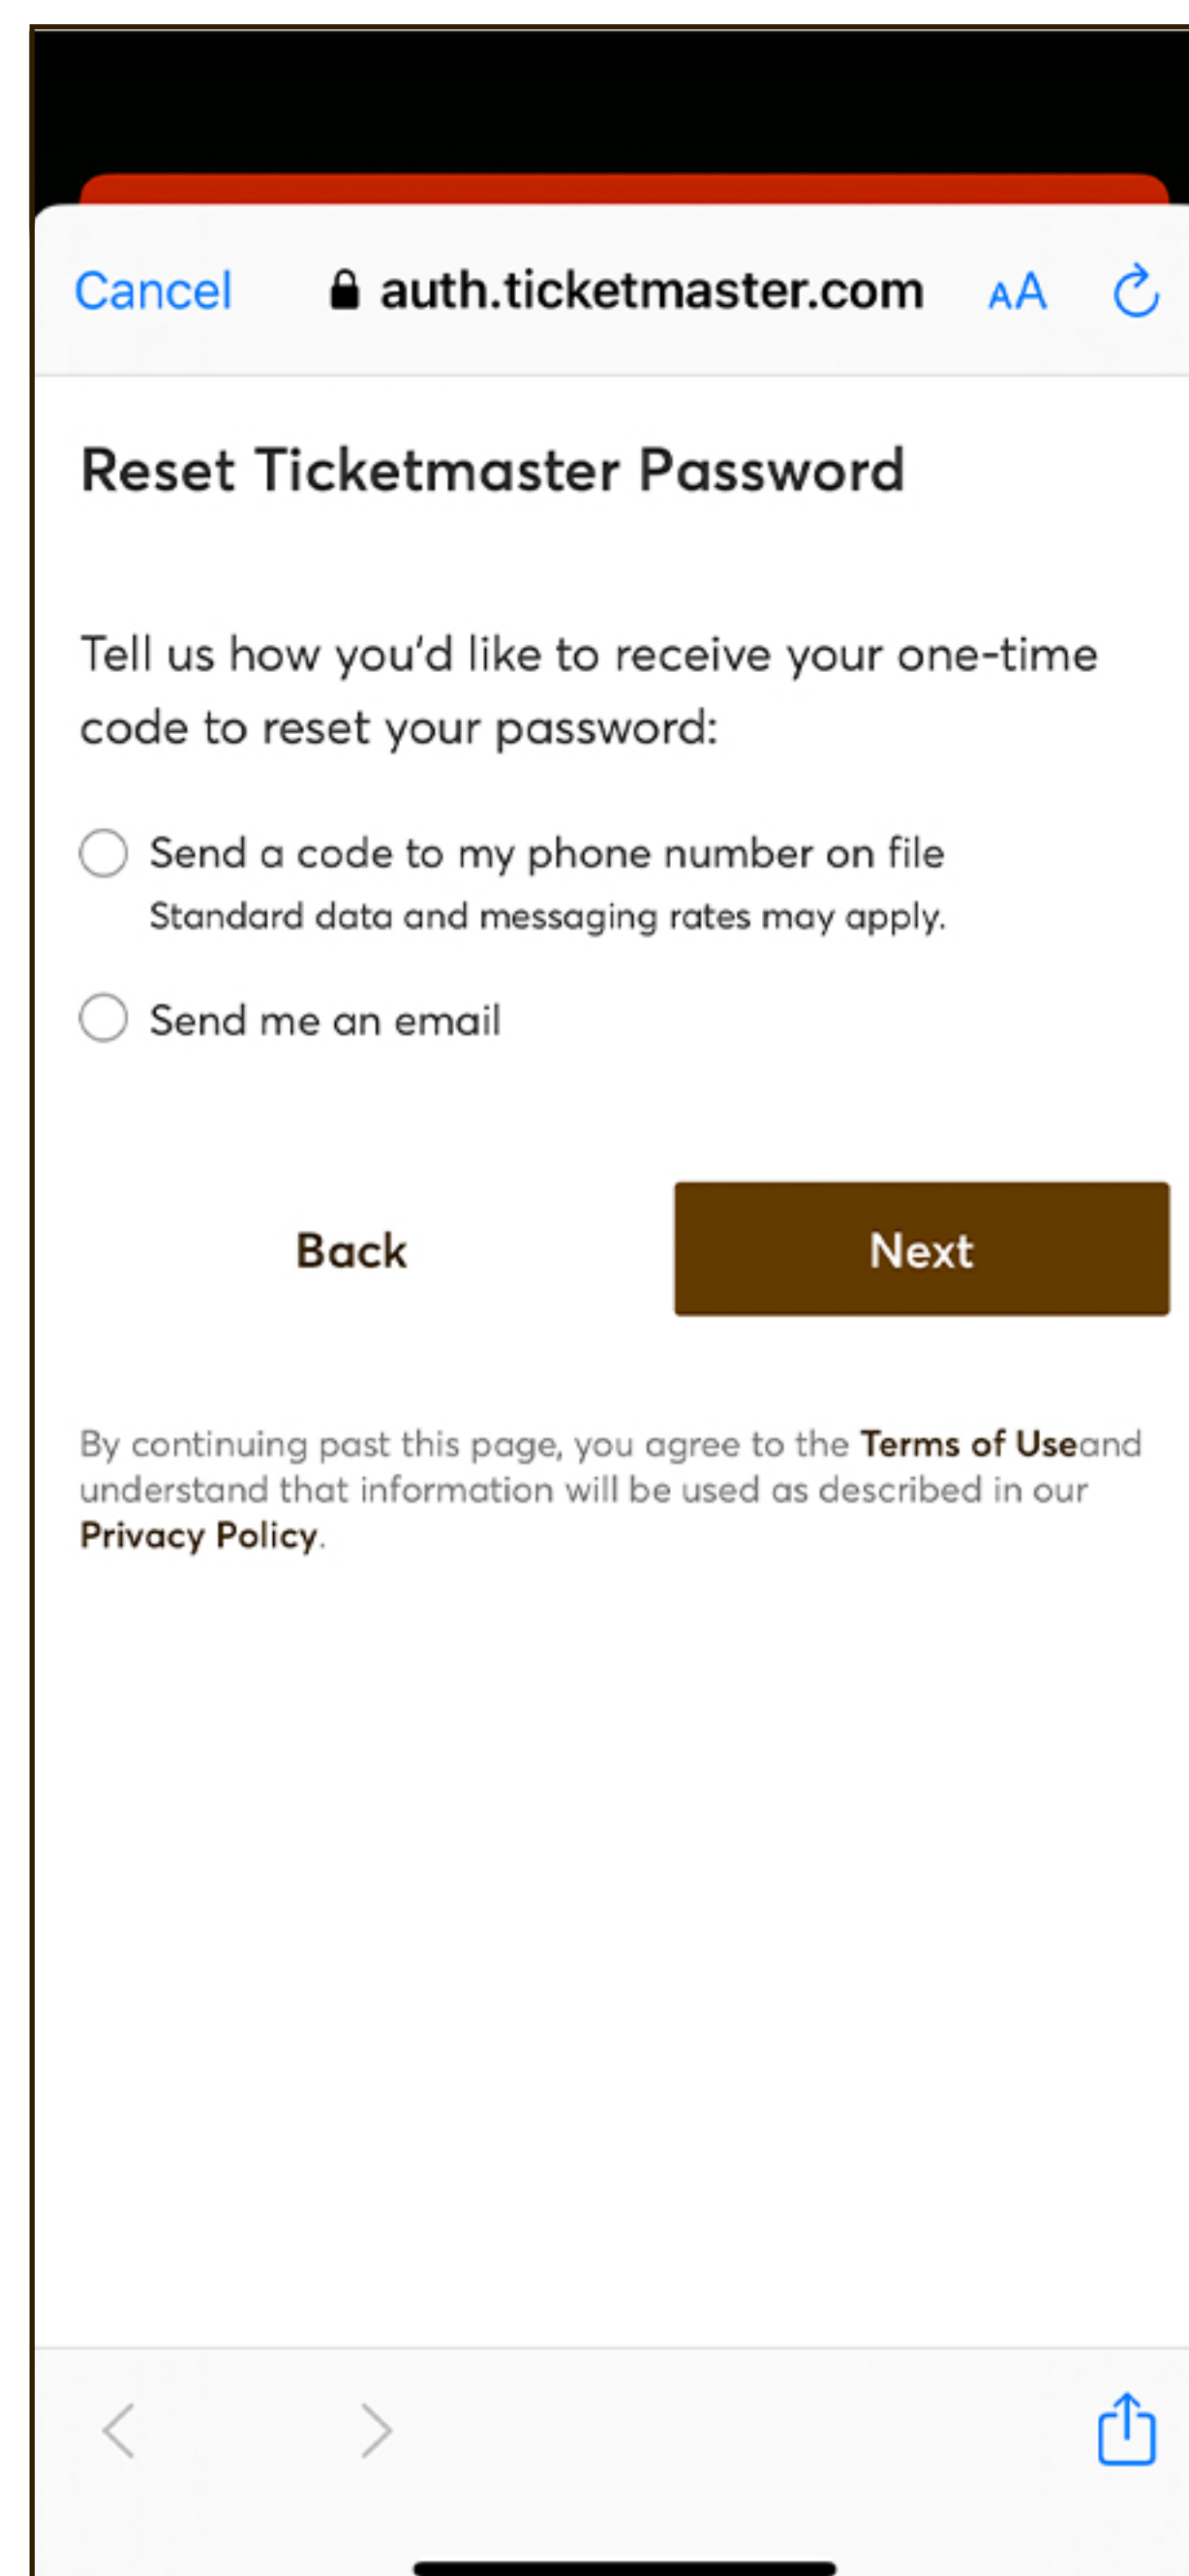 Cancel auth.ticketmaster.com AA
Reset Ticketmaster Password
Tell us how you'd like to receive your one-time
code to reset your password:
Send a code to my phone number on file
Standard data and messaging rates may apply.
Send me an email
Back Next
By continuing past this page, you agree to the Terms of Useand
understand that information will be used as described in our
Privacy Policy.